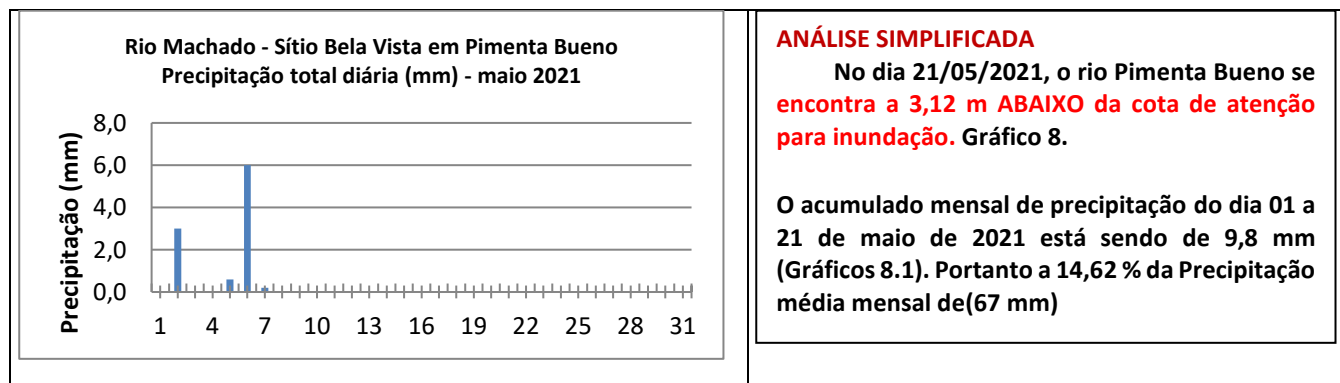 Rio Machado - Sítio Bela Vista em Pimenta Bueno
Precipitação total diária (mm) - maio 2021
Precipitação (mm)
8,0
6,0
4,0
2,0
0,0
1 4 7 10 13 16 19 22 25 28 31
ANÁLISE SIMPLIFICADA
No dia 21/05/2021, o rio Pimenta Bueno se
encontra a 3,12 m ABAIXO da cota de atenção
para inundação. Gráfico 8.
O acumulado mensal de precipitação do dia 01 a
21 de maio de 2021 está sendo de 9,8 mm
(Gráficos 8.1). Portanto a 14,62 % da Precipitação
média mensal de(67 mm)